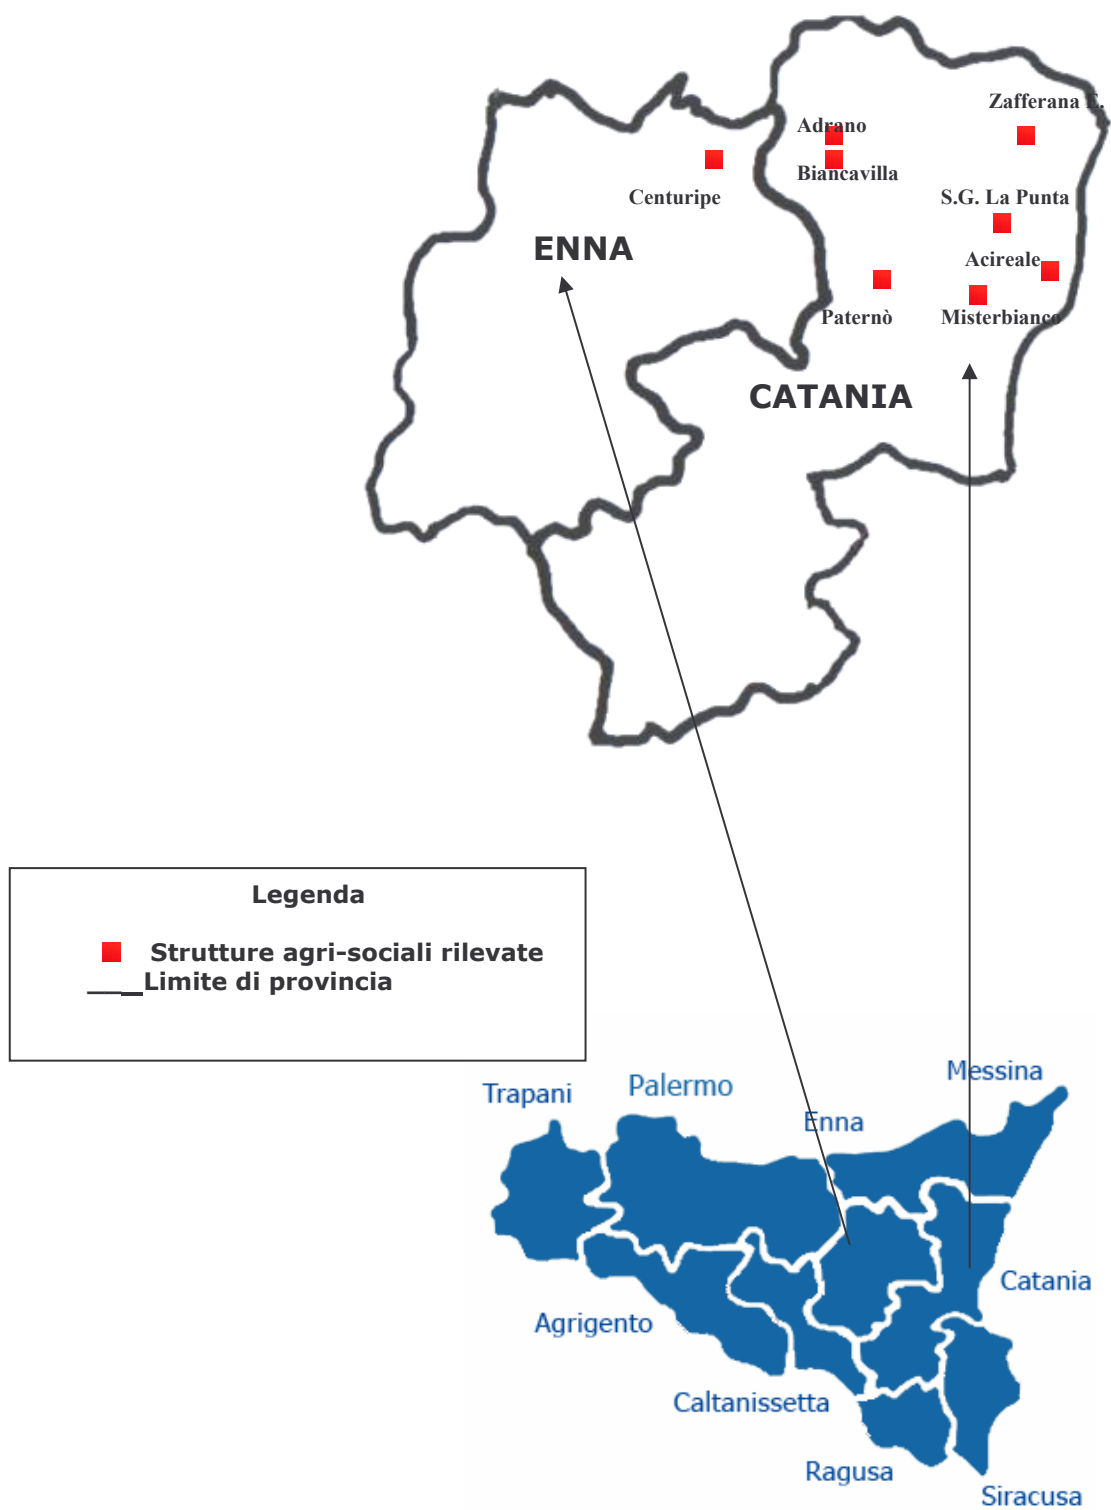 Zafferana E.
Adrano
Biancavilla
Centuripe
S.G. La Punta
ENNA
Acireale
Paternò
Misterbianco
CATANIA
Legenda
Strutture agri-sociali rilevate
___Limite di provincia
Messina
Palermo
Trapani
Enna
Catania
Agrigento
Caltanissetta
Ragusa
Siracusa